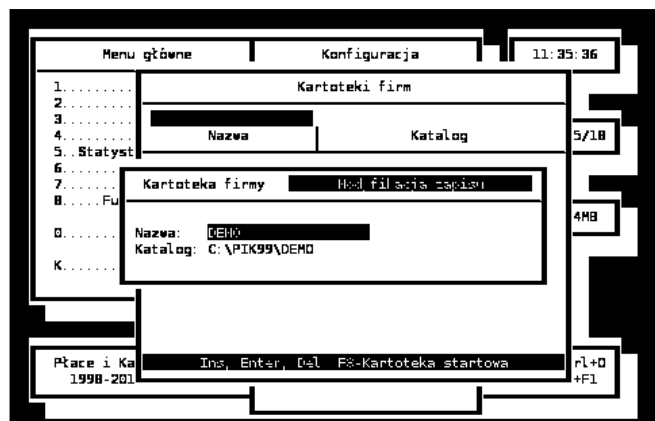 Menu główne
Konfiguracja
11:35:36
Kartoteki firm
1.........
2.........
3.........
4.........
5..Statyst
6.......
7.......
8.....Fu
0.......
K.......
Nazwa
Katalog
5/18
Kartoteka firmy
Modyfikacja zapisu
4MB
Nazwa: DEMO
Katalog: C:\PIK99\DEMO
Ins, Enter, Del F8-Kartoteka startowa
Płace i Ka
1998-201
rl+D
+F1